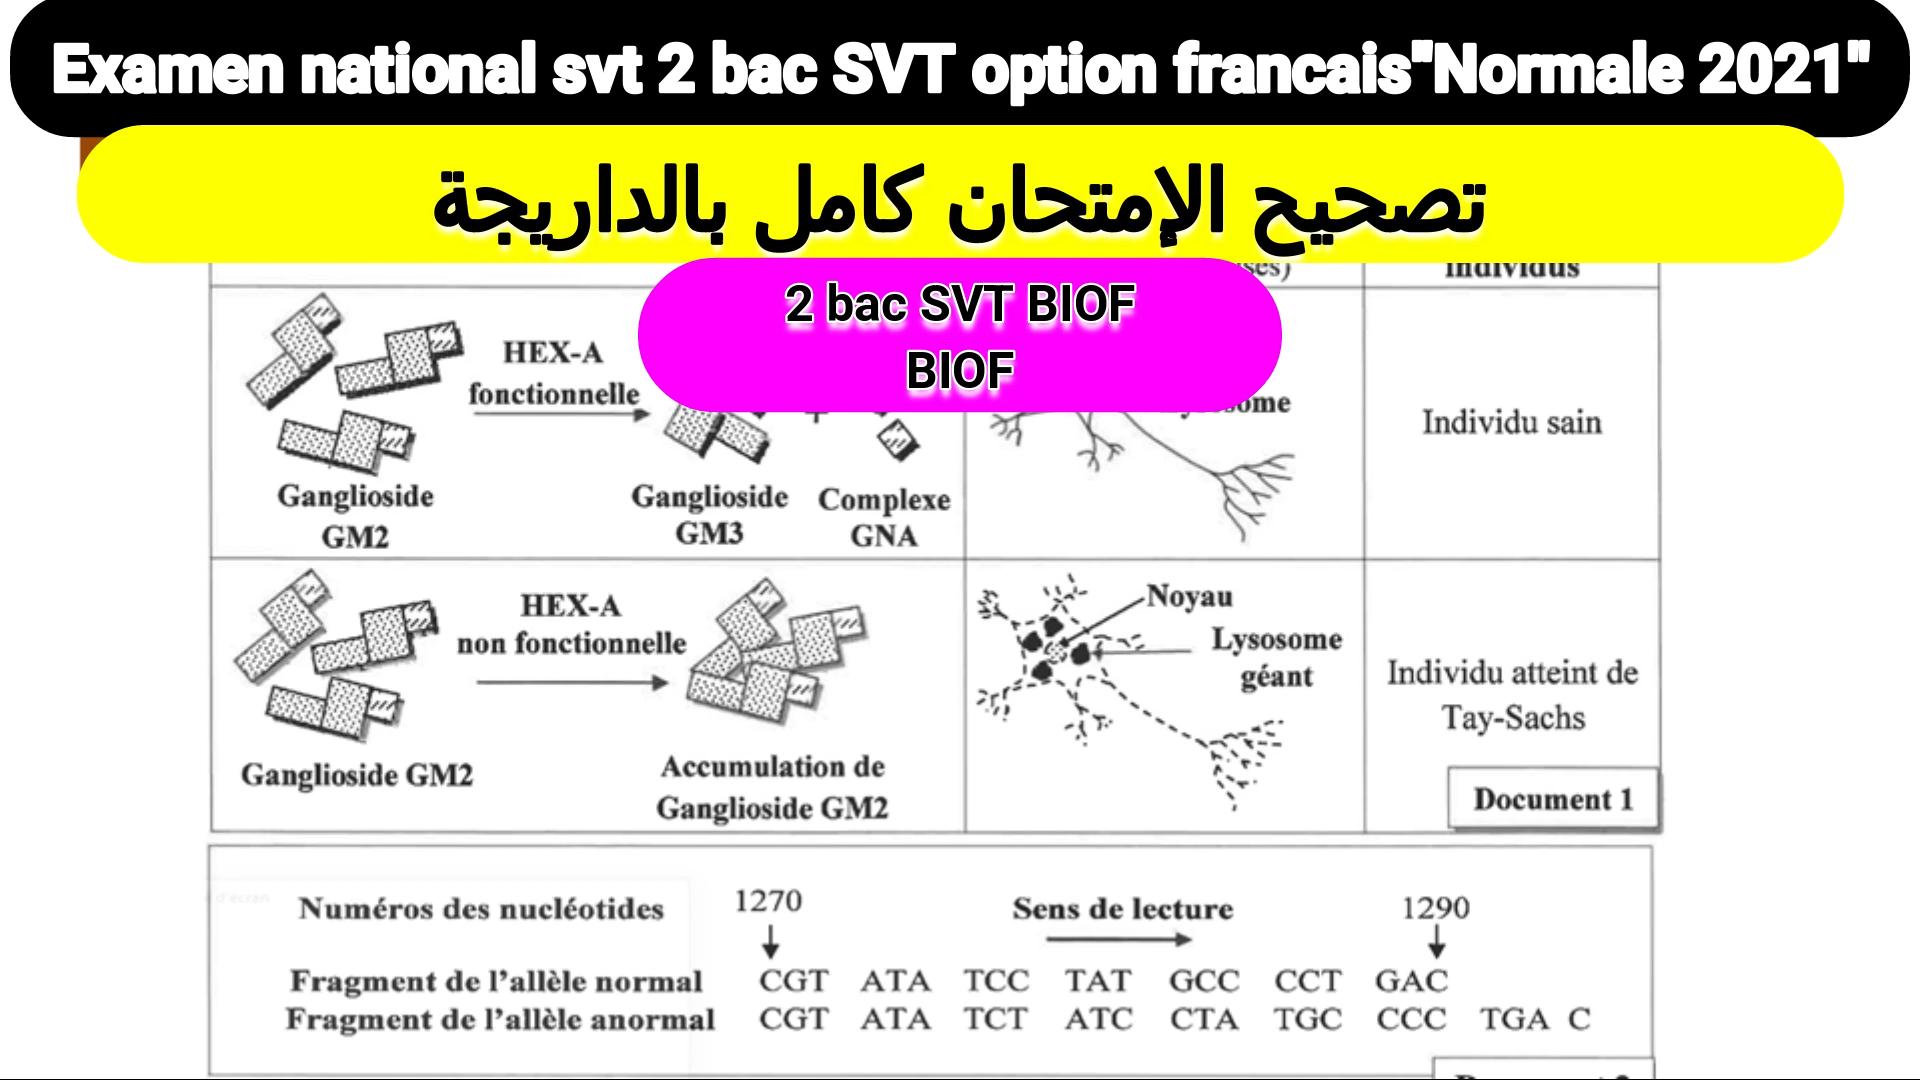 Examen national svt 2 bac SVT option francais"Normale 2021"
تصحيح الإمتحان كامل بالداريجة
2 bac SVT BIOF
BIOF
Individus
HEX-A
fonctionnelle
Individu sain
Ganglioside
GM2
Ganglioside
GM3
Complexe
GNA
HEX-A
non fonctionnelle
Noyau
Lysosome
géant
Individu atteint de
Tay-Sachs
Ganglioside GM2
Accumulation de
Ganglioside GM2
Document 1
Numéros des nucléotides 1270 Sens de lecture 1290
Fragment de l'allèle normal CGT ATA TCC TAT GCC CCT GAC
Fragment de l'allèle anormal CGT ATA TCT ATC CTA TGC CCC TGA C